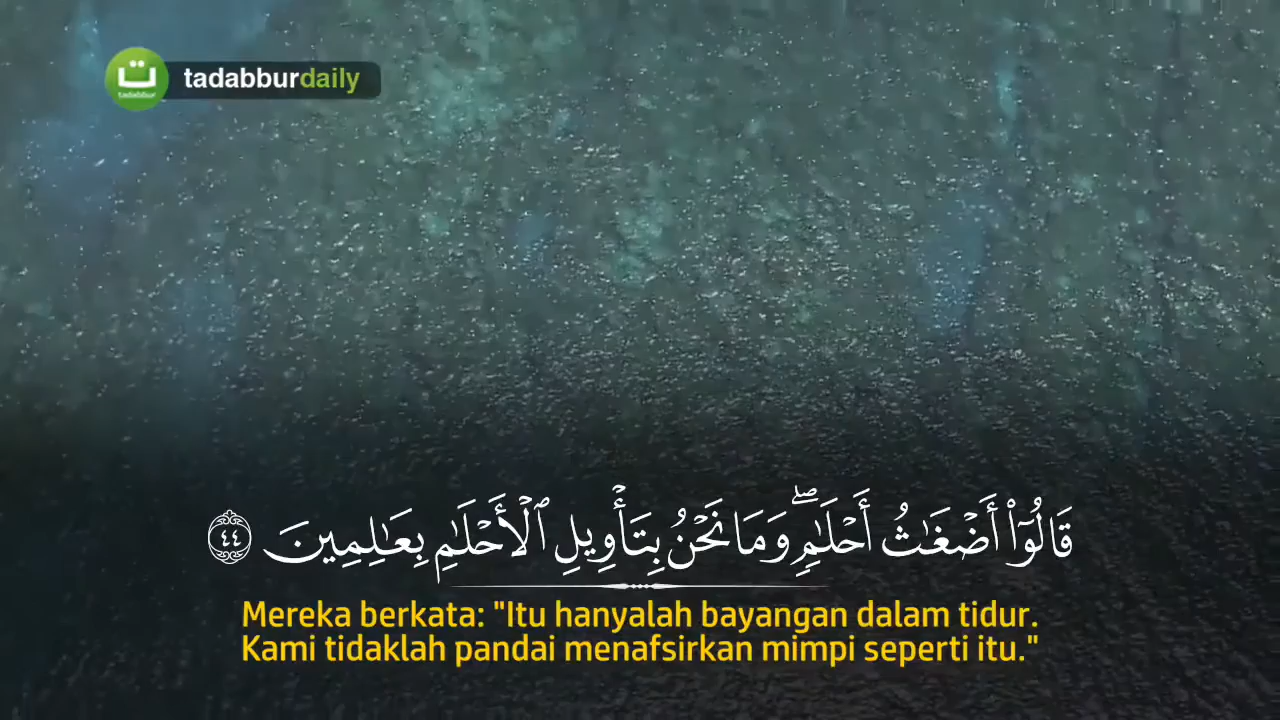 ت
tadabbur
tadabburdaily
قَالُوٓا۟ أَضْغَـٰثُ أَحْلَـٰمٍۢ ۖ وَمَا نَحْنُ بِتَأْوِيلِ ٱلْأَحْلَـٰمِ بِعَـٰلِمِينَ ٤٤
Mereka berkata: "Itu hanyalah bayangan dalam tidur.
Kami tidaklah pandai menafsirkan mimpi seperti itu."